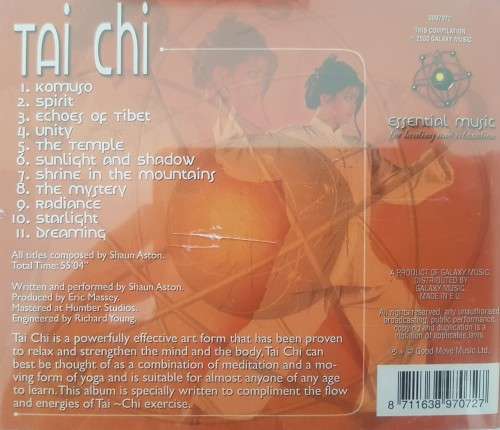 Tai Chi
1. Komuso
2. Spirit
3. Echoes of Tibet
4. Unity
5. The Temple
6. Sunlight and Shadow
7. Shrine in the Mountains
8. The Mystery
9. Radiance
10. Starlight
11. Dreaming
All titles composed by Shaun Aston.
Total Time: 55'04"
Written and performed by Shaun Aston.
Produced by Eric Massey.
Mastered at Humber Studios.
Engineered by Richard Young.
Tai Chi is a powerfully effective art form that has been proven
to relax and strengthen the mind and the body, Tai Chi can
best be thought of as a combination of meditation and a mo-
ving form of yoga and is suitable for almost anyone of any age
to learn. This album is specially written to compliment the flow
and energies of Tai ~Chi exercise.
THIS COMPILATION
GALAXY MUSIC
Essential Music
for healing and relaxation
A PRODUCT OF GALAXY MUSIC.
DISTRIBUTED BY
GALAXY MUSIC.
MADE IN E.U.
All rights reserved, any unauthorised
broadcasting, public performance,
copying and duplication is a
violation of applicable laws.
℗ + © Good Move Music Ltd.
8 711638 970727